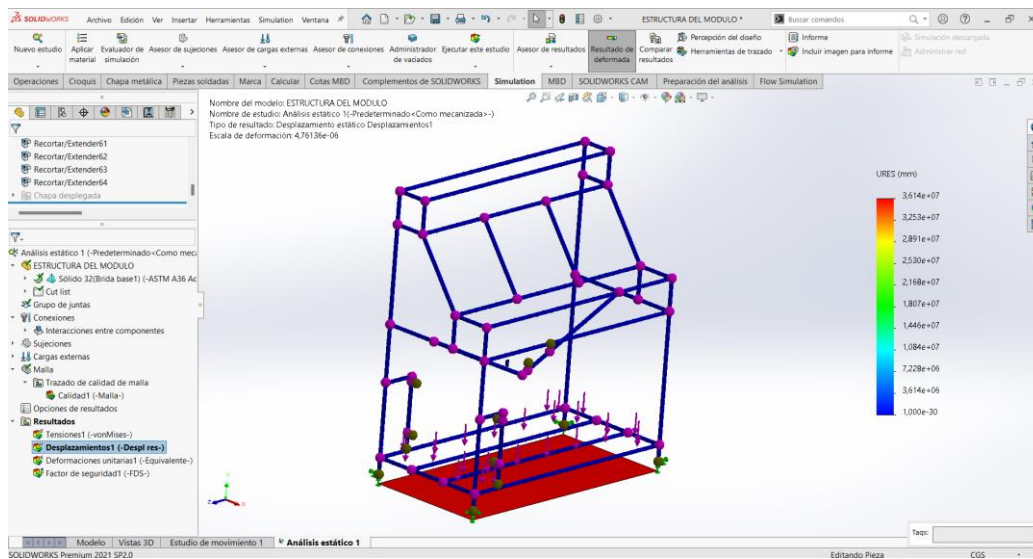 SOLIDWORKS Archivo Edición Ver Insertar Herramientas Simulation Ventana ESTRUCTURA DEL MODULO * Buscar comandos
Nuevo estudio
Aplicar material
Evaluador de simulación
Asesor de sujeciones
Asesor de cargas externas
Asesor de conexiones
Administrador de vaciados
Ejecutar este estudio
Asesor de resultados
Resultado de deformada
Comparar resultados
Percepción del diseño
Herramientas de trazado
Informe
Incluir imagen para informe
Simulación descargada
Administrar red
Operaciones Croquis Chapa metálica Piezas soldadas Marca Calcular Cotas MBD Complementos de SOLIDWORKS Simulation MBD SOLIDWORKS CAM Preparación del análisis Flow Simulation
Recortar/Extender61
Recortar/Extender62
Recortar/Extender63
Recortar/Extender64
Chapa desplegada
Análisis estático 1 (-Predeterminado<Como meca
ESTRUCTURA DEL MODULO
Sólido 32(Brida base1) (-ASTM A36 Ac
Cut list
Grupo de juntas
Conexiones
Interacciones entre componentes
Sujeciones
Cargas externas
Malla
Trazado de calidad de malla
Calidad1 (-Malla-)
Opciones de resultados
Resultados
Tensiones1 (-vonMises-)
Desplazamientos1 (-Despl res-)
Deformaciones unitarias1 (-Equivalente-)
Factor de seguridad1 (-FDS-)
Nombre del modelo: ESTRUCTURA DEL MODULO
Nombre de estudio: Análisis estático 1(-Predeterminado<Como mecanizada>-)
Tipo de resultado: Desplazamiento estático Desplazamientos1
Escala de deformación: 4,76136e-06
URES (mm)
3,614e+07
3,253e+07
2,891e+07
2,530e+07
2,168e+07
1,807e+07
1,446e+07
1,084e+07
7,228e+06
3,614e+06
1,000e-30
Y
Z
X
Tags:
Modelo Vistas 3D Estudio de movimiento 1 Análisis estático 1
SOLIDWORKS Premium 2021 SP2.0 Editando Pieza CGS